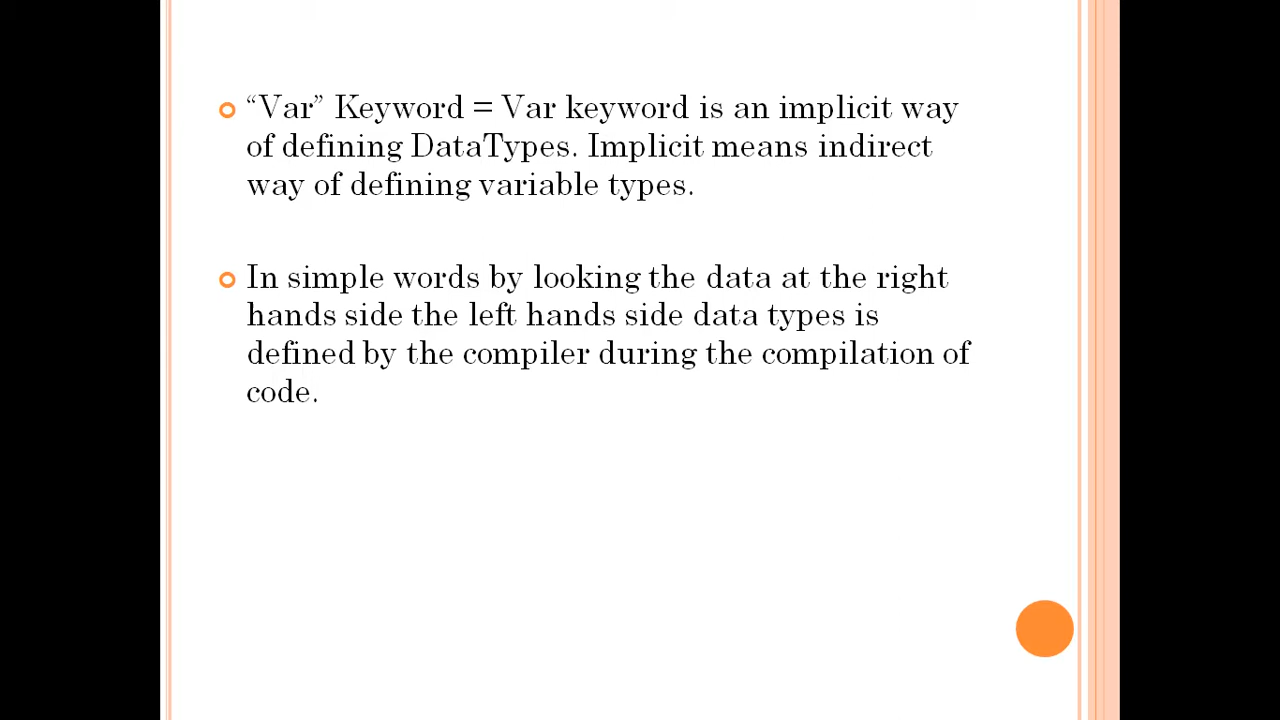 “Var” Keyword = Var keyword is an implicit way
of defining DataTypes. Implicit means indirect
way of defining variable types.
In simple words by looking the data at the right
hands side the left hands side data types is
defined by the compiler during the compilation of
code.